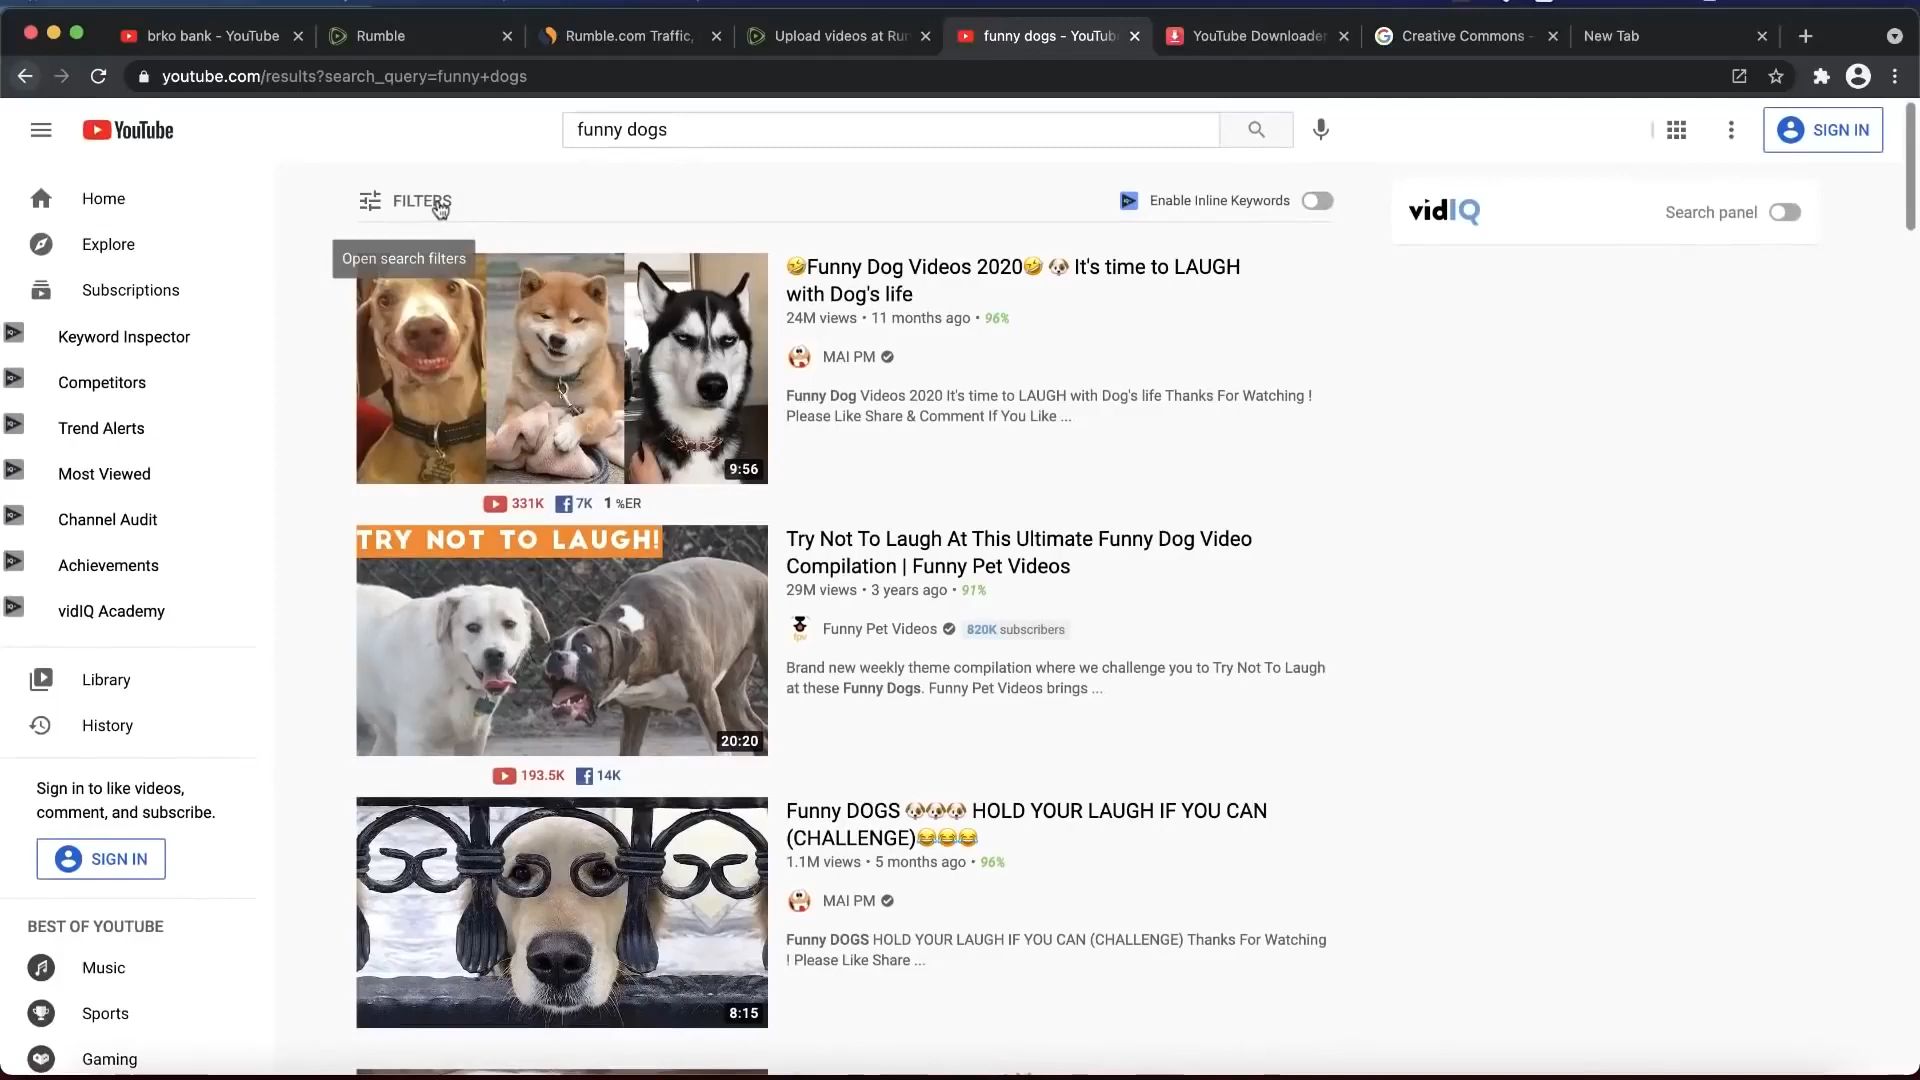 brko bank - YouTube
Rumble
Rumble.com Traffic,
Upload videos at Rum
funny dogs - YouTub
YouTube Downloader
Creative Commons -
New Tab
youtube.com/results?search_query=funny+dogs
YouTube
funny dogs
SIGN IN
Home
Explore
Subscriptions
Keyword Inspector
Competitors
Trend Alerts
Most Viewed
Channel Audit
Achievements
vidIQ Academy
Library
History
Sign in to like videos,
comment, and subscribe.
SIGN IN
BEST OF YOUTUBE
Music
Sports
Gaming
FILTERS
Open search filters
Enable Inline Keywords
vidIQ
Search panel
🤣Funny Dog Videos 2020🤣 🐶 It's time to LAUGH
with Dog's life
24M views • 11 months ago • 96%
MAI PM
Funny Dog Videos 2020 It's time to LAUGH with Dog's life Thanks For Watching !
Please Like Share & Comment If You Like ...
9:56
331K 7K 1 %ER
TRY NOT TO LAUGH!
Try Not To Laugh At This Ultimate Funny Dog Video
Compilation | Funny Pet Videos
29M views • 3 years ago • 91%
fpv
Funny Pet Videos 820K subscribers
Brand new weekly theme compilation where we challenge you to Try Not To Laugh
at these Funny Dogs. Funny Pet Videos brings ...
20:20
193.5K 14K
Funny DOGS 🐶🐶🐶 HOLD YOUR LAUGH IF YOU CAN
(CHALLENGE)😂😂😂
1.1M views • 5 months ago • 96%
MAI PM
Funny DOGS HOLD YOUR LAUGH IF YOU CAN (CHALLENGE) Thanks For Watching
! Please Like Share ...
8:15